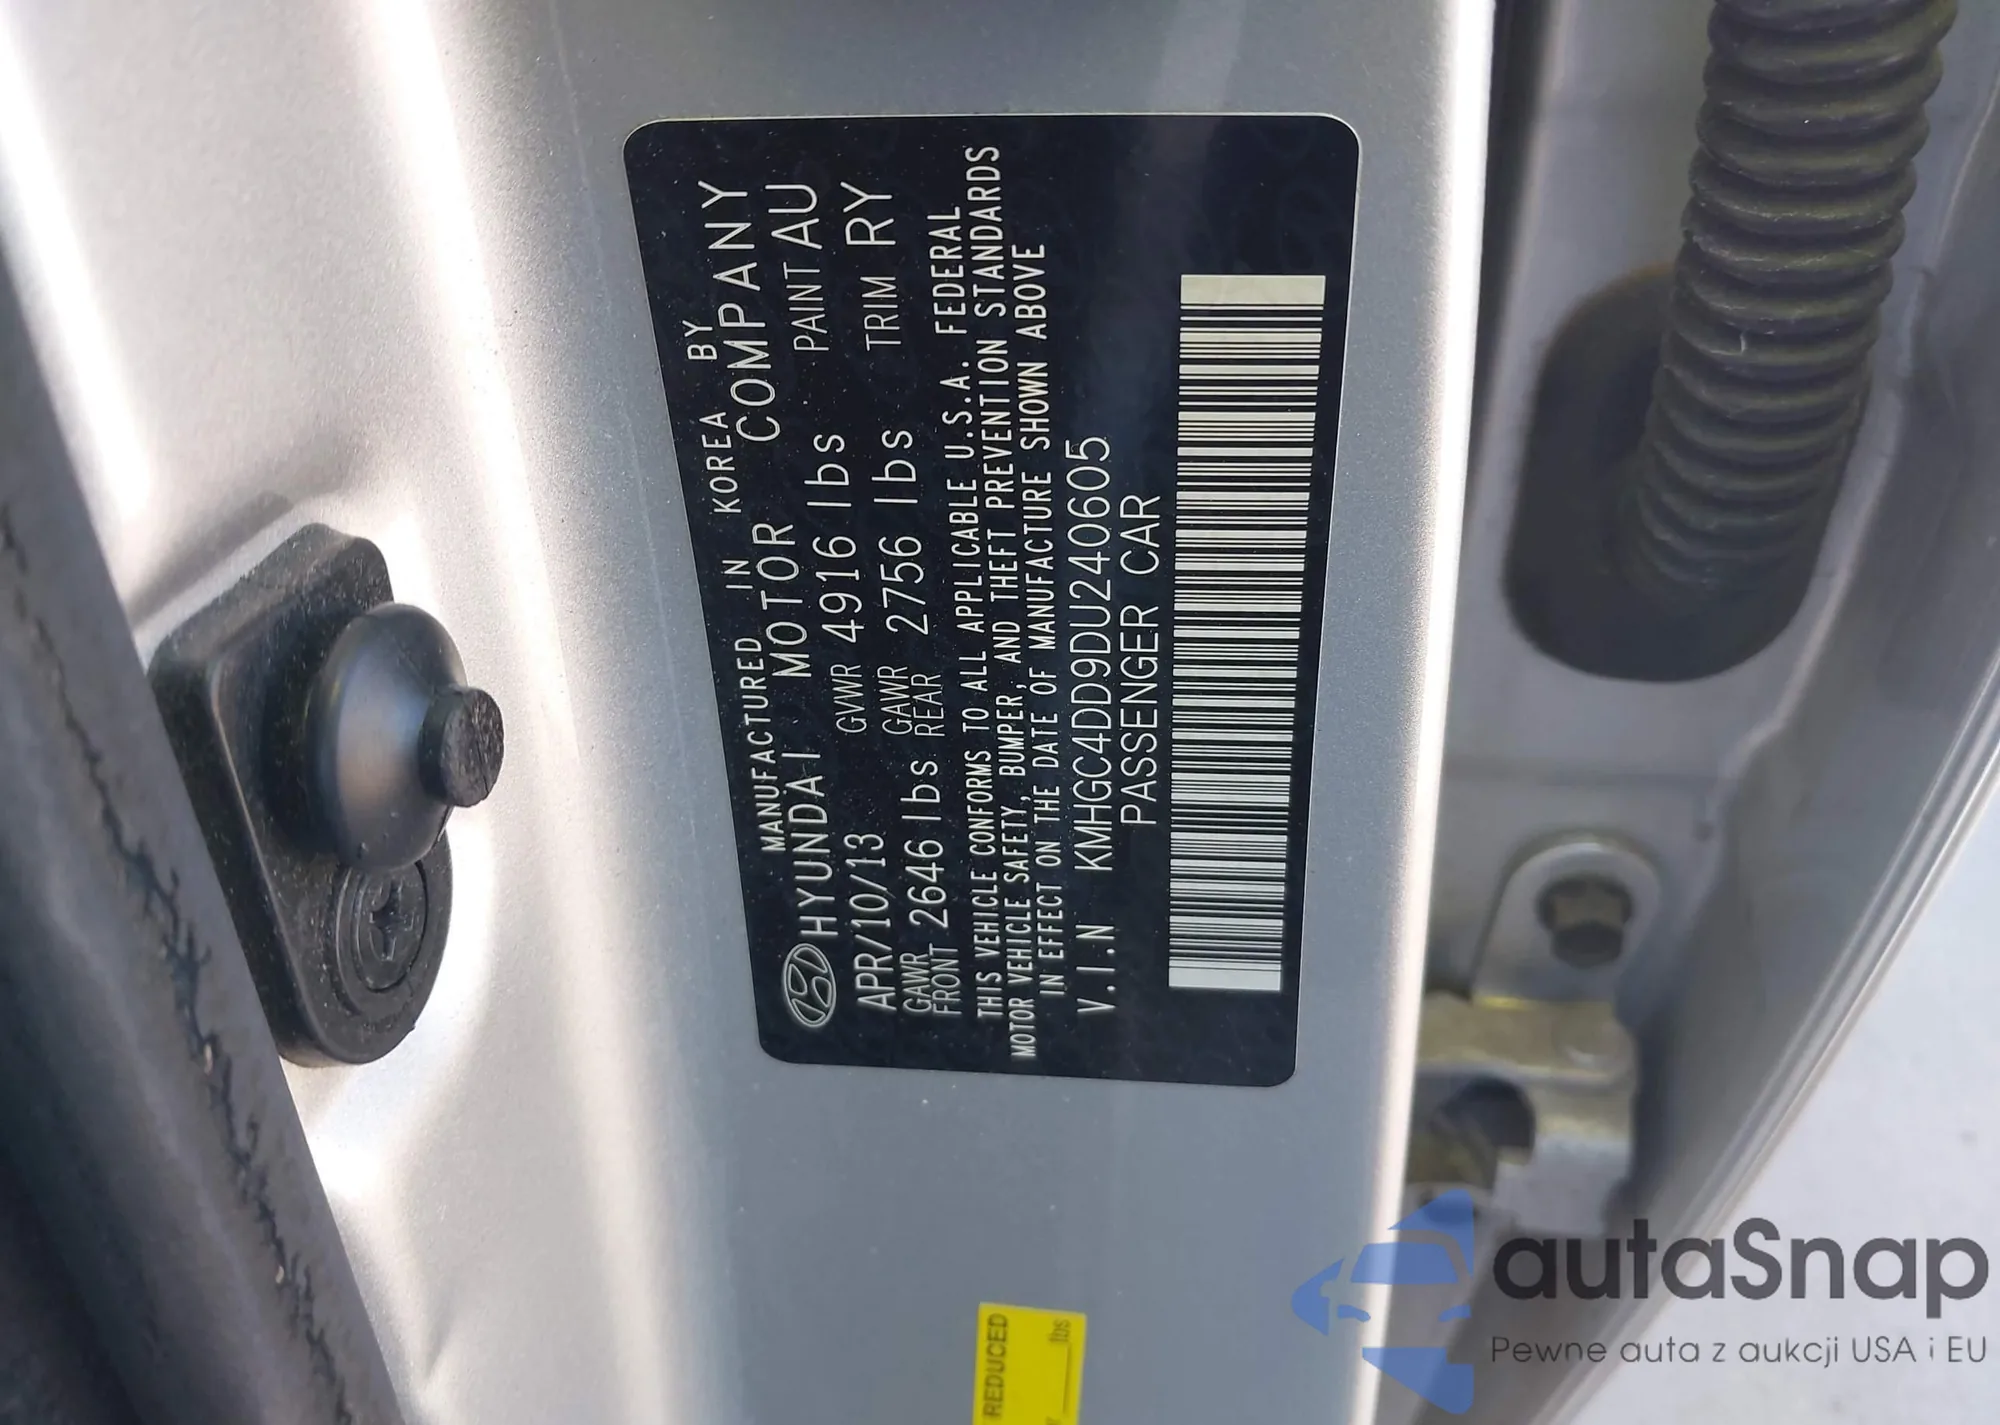 MANUFACTURED IN KOREA BY
HYUNDAI MOTOR COMPANY
APR/10/13 GVWR 4916 lbs PAINT AU
GAWR FRONT 2646 lbs GAWR REAR 2756 lbs TRIM RY
THIS VEHICLE CONFORMS TO ALL APPLICABLE U.S.A. FEDERAL
MOTOR VEHICLE SAFETY, BUMPER, AND THEFT PREVENTION STANDARDS
IN EFFECT ON THE DATE OF MANUFACTURE SHOWN ABOVE
V.I.N KMHGC4DD9DU240605
PASSENGER CAR
REDUCED
lbs
autaSnap
Pewne auta z aukcji USA i EU